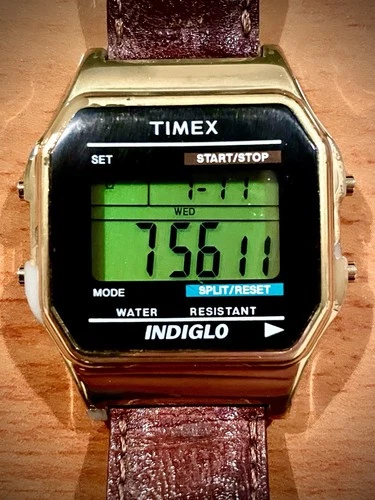 TIMEX
SET START/STOP
1-11
WED
7 56 11
MODE SPLIT/RESET
WATER RESISTANT
INDIGLO